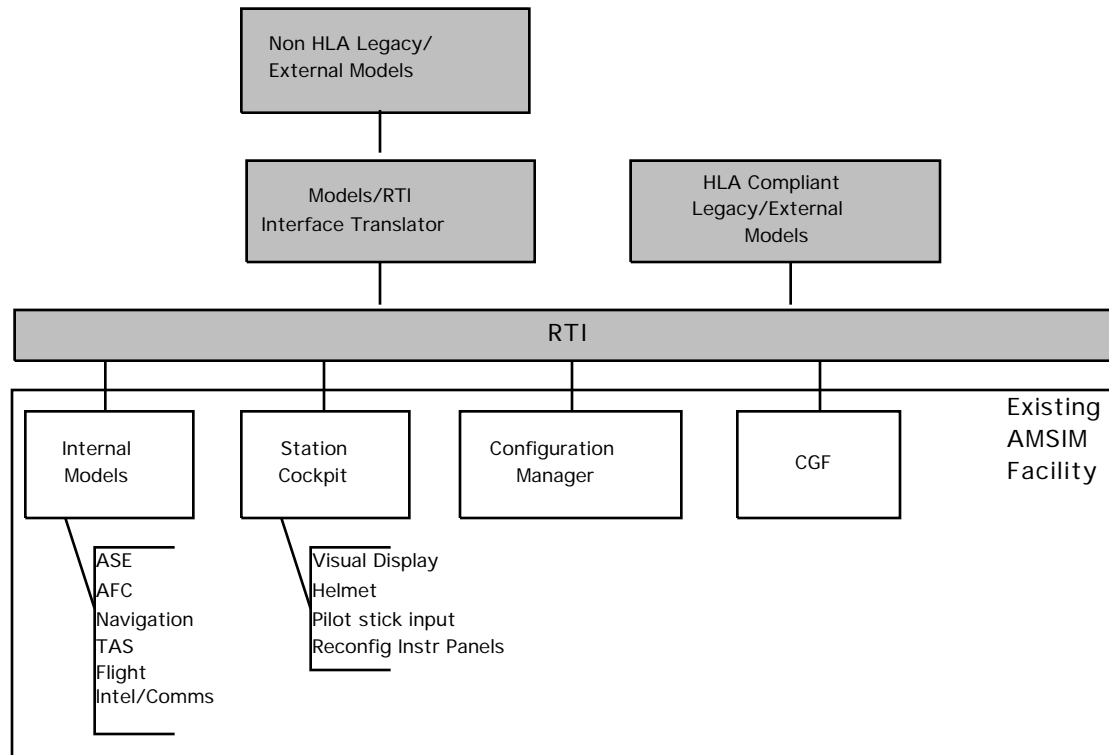 Non HLA Legacy/
External Models
Models/RTI
Interface Translator
HLA Compliant
Legacy/External
Models
RTI
Existing
AMSIM
Facility
Internal
Models
Station
Cockpit
Configuration
Manager
CGF
ASE
AFC
Navigation
TAS
Flight
Intel/Comms
Visual Display
Helmet
Pilot stick input
Reconfig Instr Panels